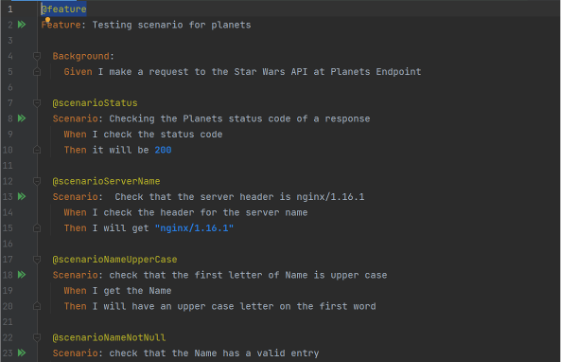 1 @feature
2 Feature: Testing scenario for planets
3
4 Background:
5 Given I make a request to the Star Wars API at Planets Endpoint
6
7 @scenarioStatus
8 Scenario: Checking the Planets status code of a response
9 When I check the status code
10 Then it will be 200
11
12 @scenarioServerName
13 Scenario:  Check that the server header is nginx/1.16.1
14 When I check the header for the server name
15 Then I will get "nginx/1.16.1"
16
17 @scenarioNameUpperCase
18 Scenario: check that the first letter of Name is upper case
19 When I get the Name
20 Then I will have an upper case letter on the first word
21
22 @scenarioNameNotNull
23 Scenario: check that the Name has a valid entry